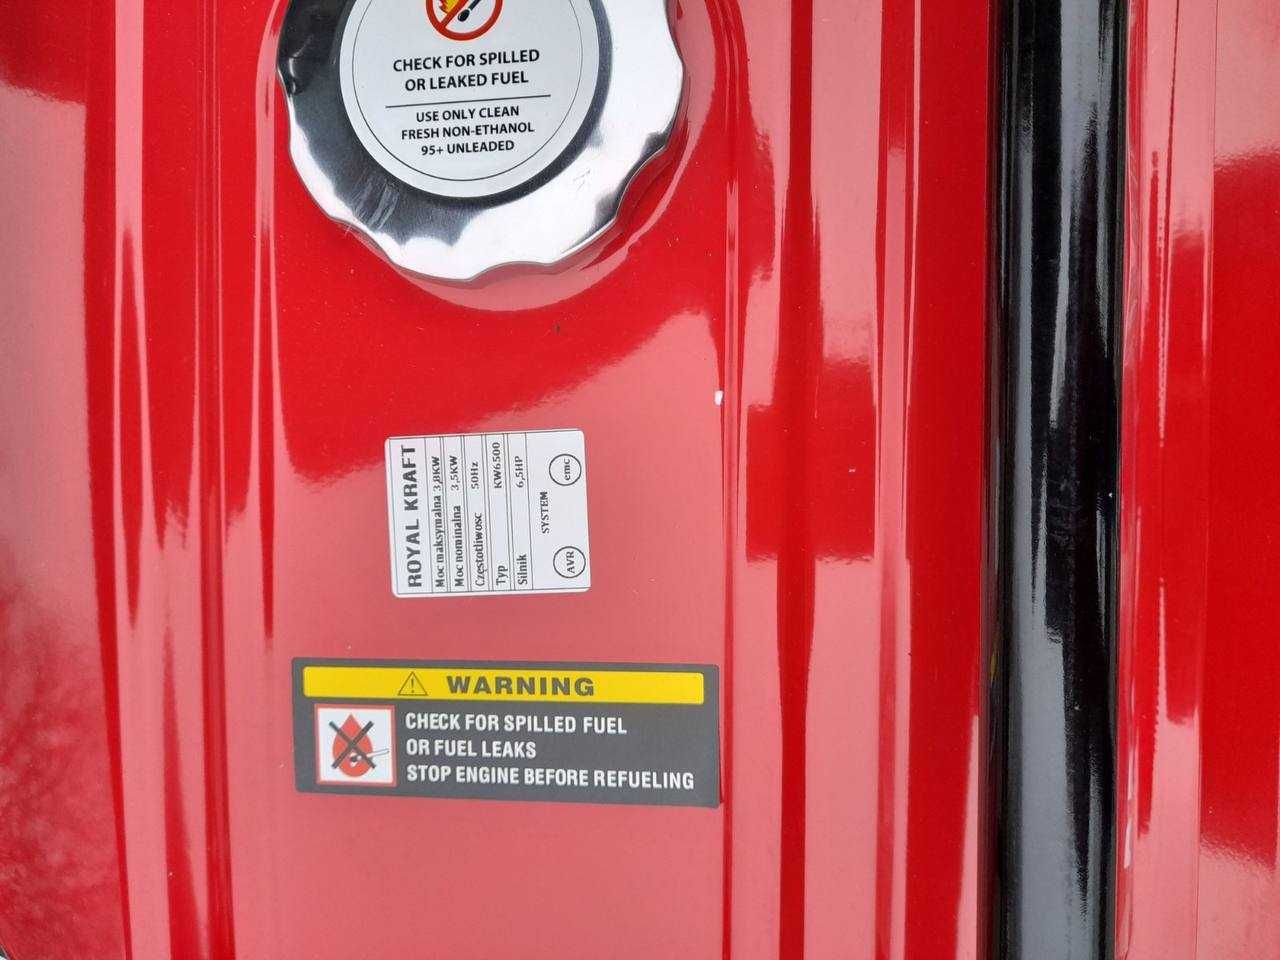 CHECK FOR SPILLED
OR LEAKED FUEL
USE ONLY CLEAN
FRESH NON-ETHANOL
95+ UNLEADED
ROYAL KRAFT
Moc maksymalna 3,8KW
Moc nominalna 3,5KW
Częstotliwosc 50Hz
Typ KW6500
Silnik 6,5HP
AVR SYSTEM emc
WARNING
CHECK FOR SPILLED FUEL
OR FUEL LEAKS
STOP ENGINE BEFORE REFUELING